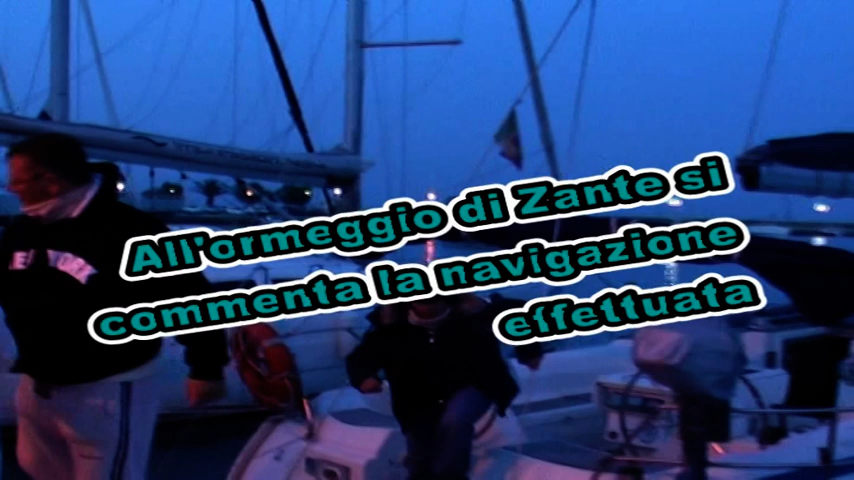 All'ormeggio di Zante si
commenta la navigazione
effettuata